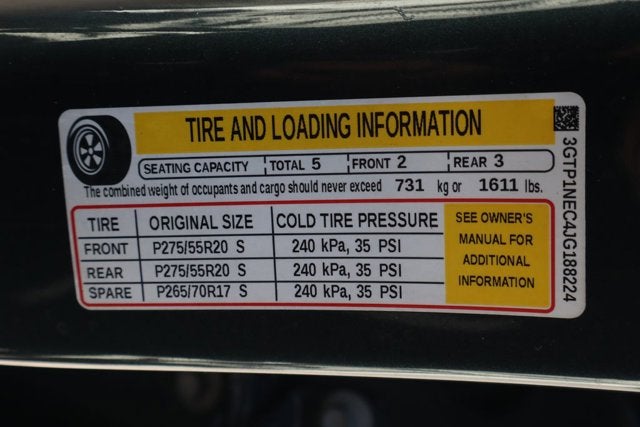 TIRE AND LOADING INFORMATION
SEATING CAPACITY TOTAL 5 FRONT 2 REAR 3
The combined weight of occupants and cargo should never exceed 731 kg or 1611 lbs.
TIRE ORIGINAL SIZE COLD TIRE PRESSURE
FRONT P275/55R20 S 240 kPa, 35 PSI
REAR P275/55R20 S 240 kPa, 35 PSI
SPARE P265/70R17 S 240 kPa, 35 PSI
SEE OWNER'S
MANUAL FOR
ADDITIONAL
INFORMATION
3GTP1NEC4JG188224